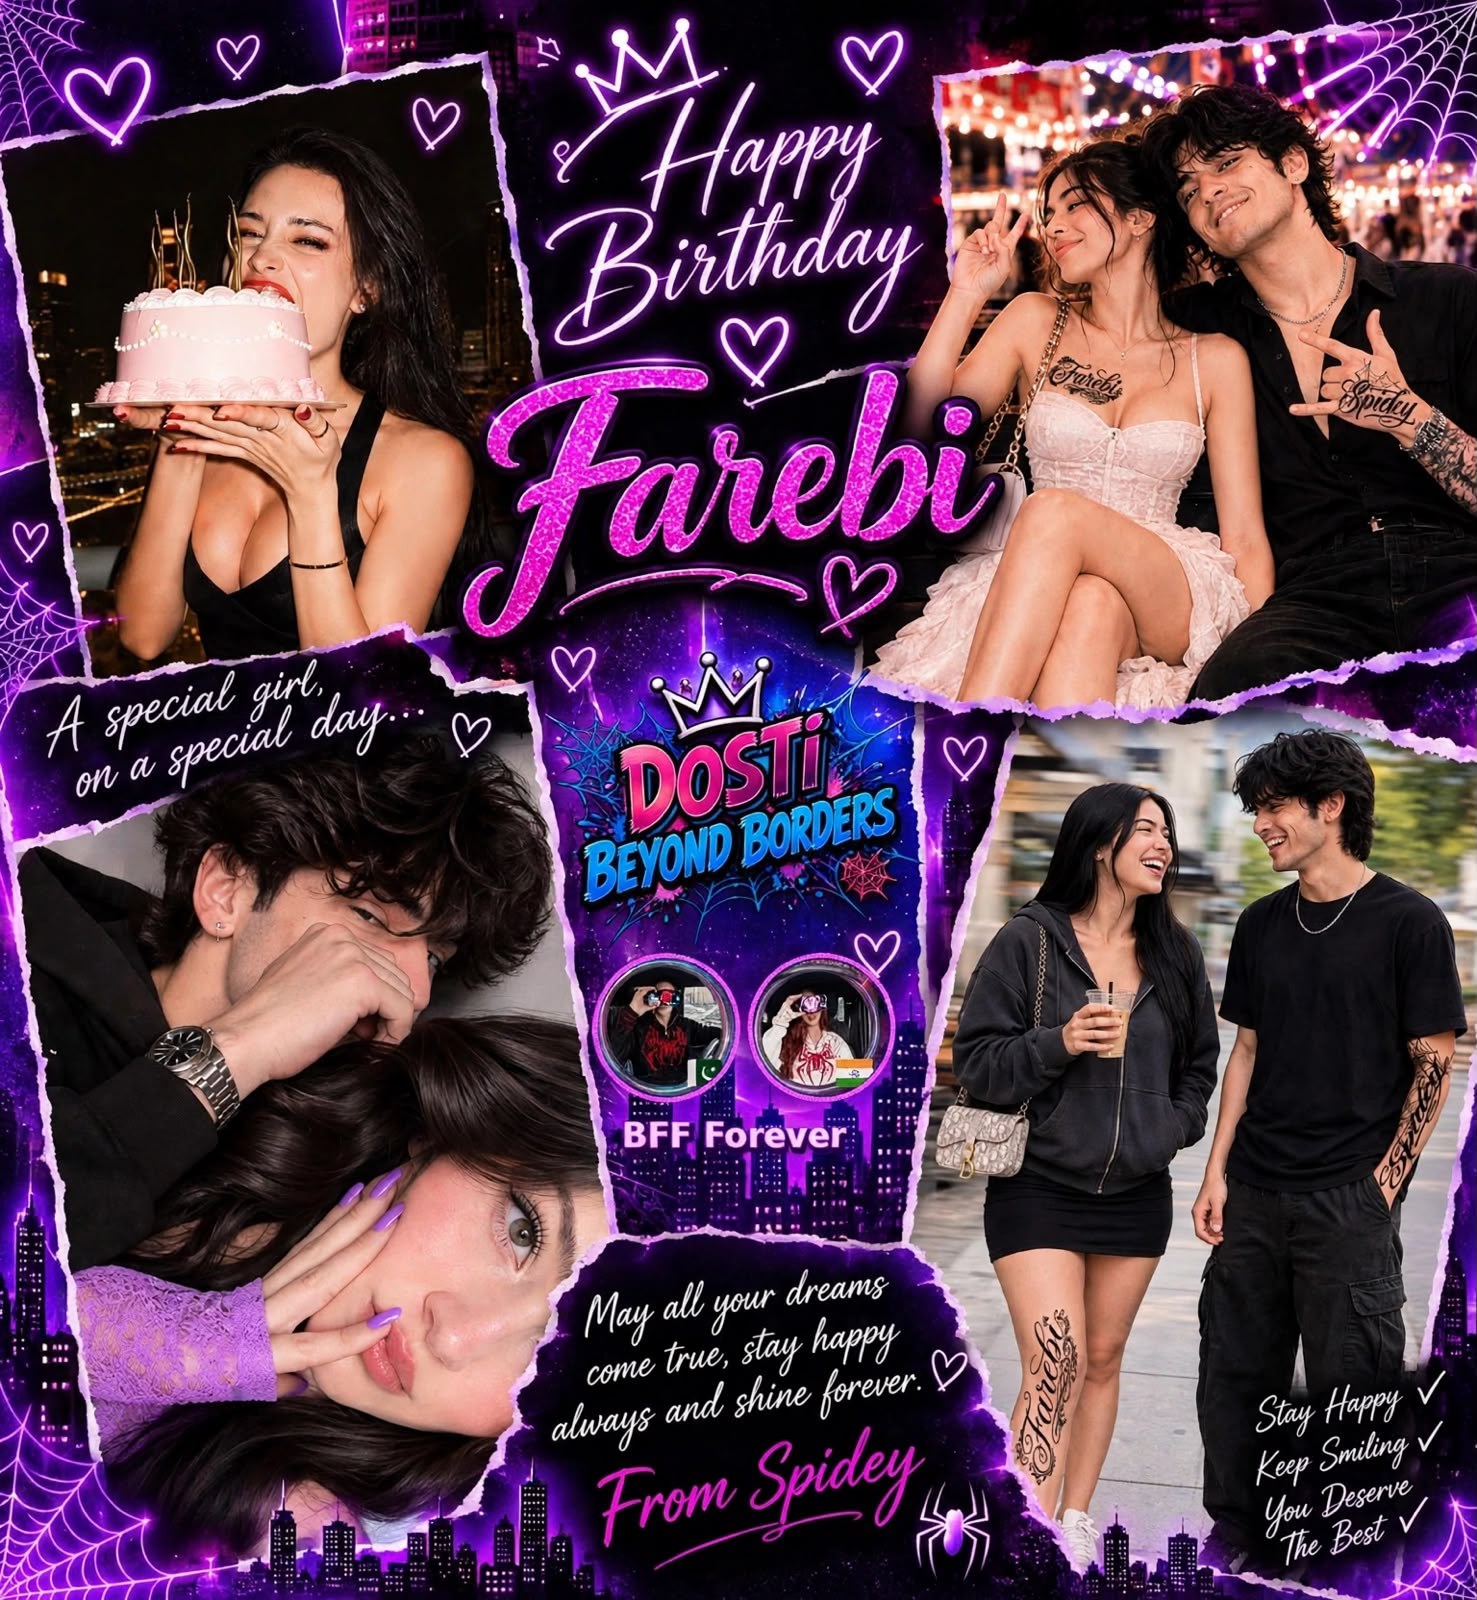 Happy
Birthday
Farebi
Farebi
Spidey
A special girl,
on a special day...
DOSTi
BEYOND BORDERS
BFF Forever
Spidey
Farebi
May all your dreams
come true, stay happy
always and shine forever.
From Spidey
Stay Happy ✓
Keep Smiling ✓
You Deserve
The Best ✓